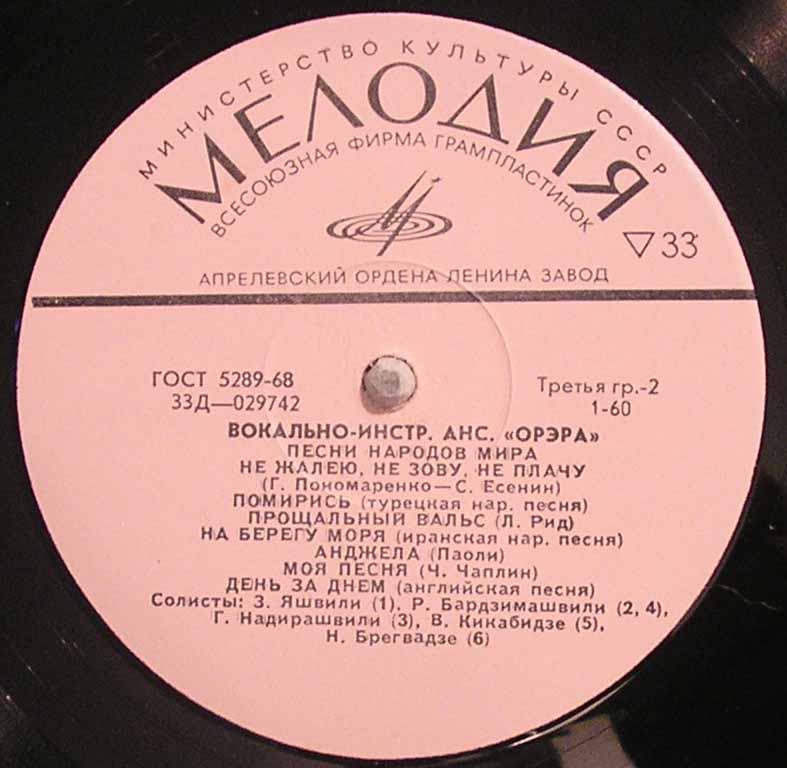 МИНИСТЕРСТВО КУЛЬТУРЫ СССР
МЕЛОДИЯ
ВСЕСОЮЗНАЯ ФИРМА ГРАМПЛАСТИНОК
▽33
АПРЕЛЕВСКИЙ ОРДЕНА ЛЕНИНА ЗАВОД
ГОСТ 5289-68
Третья гр.-2
33Д—029742
1-60
ВОКАЛЬНО-ИНСТР. АНС. «ОРЭРА»
ПЕСНИ НАРОДОВ МИРА
НЕ ЖАЛЕЮ, НЕ ЗОВУ, НЕ ПЛАЧУ
(Г. Пономаренко—С. Есенин)
ПОМИРИСЬ (турецкая нар. песня)
ПРОЩАЛЬНЫЙ ВАЛЬС (Л. Рид)
НА БЕРЕГУ МОРЯ (иранская нар. песня)
АНДЖЕЛА (Паоли)
МОЯ ПЕСНЯ (Ч. Чаплин)
ДЕНЬ ЗА ДНЕМ (английская песня)
Солисты: З. Яшвили (1), Р. Бардзимашвили (2, 4),
Г. Надирашвили (3), В. Кикабидзе (5),
Н. Брегвадзе (6)